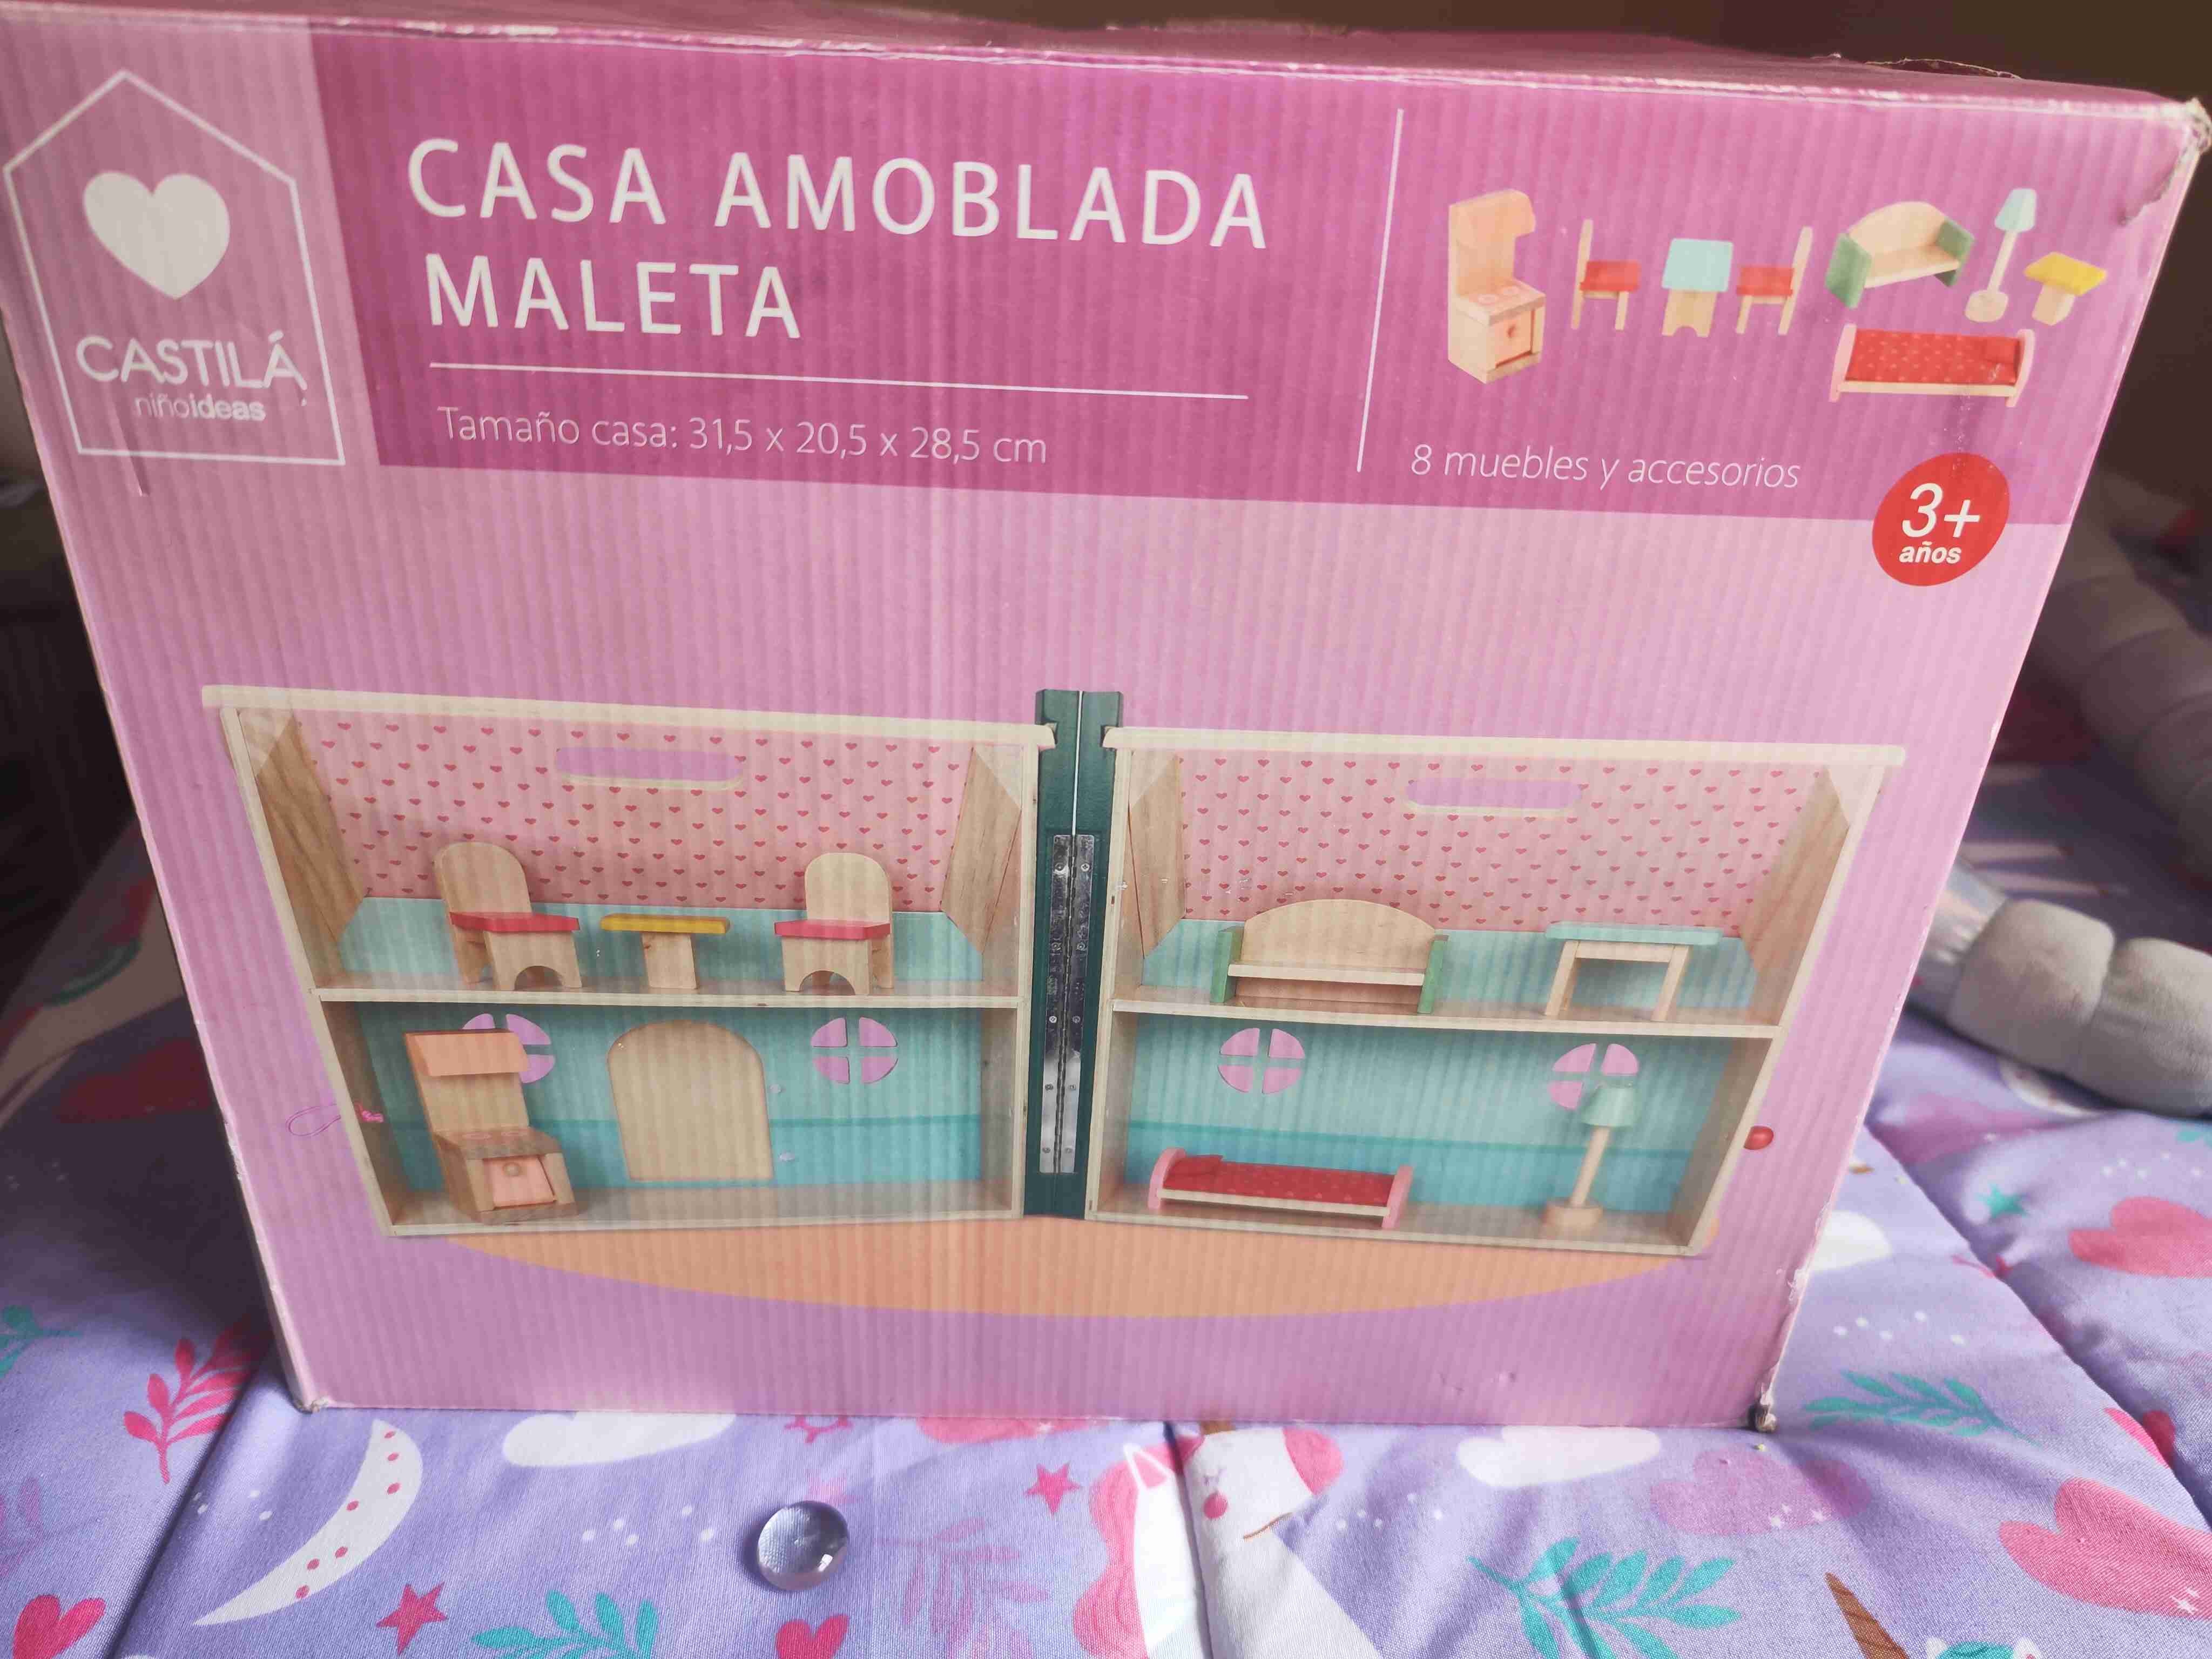 CASTILÁ
niñoideas
CASA AMOBLADA
MALETA
Tamaño casa: 31,5 x 20,5 x 28,5 cm
8 muebles y accesorios
3+
años